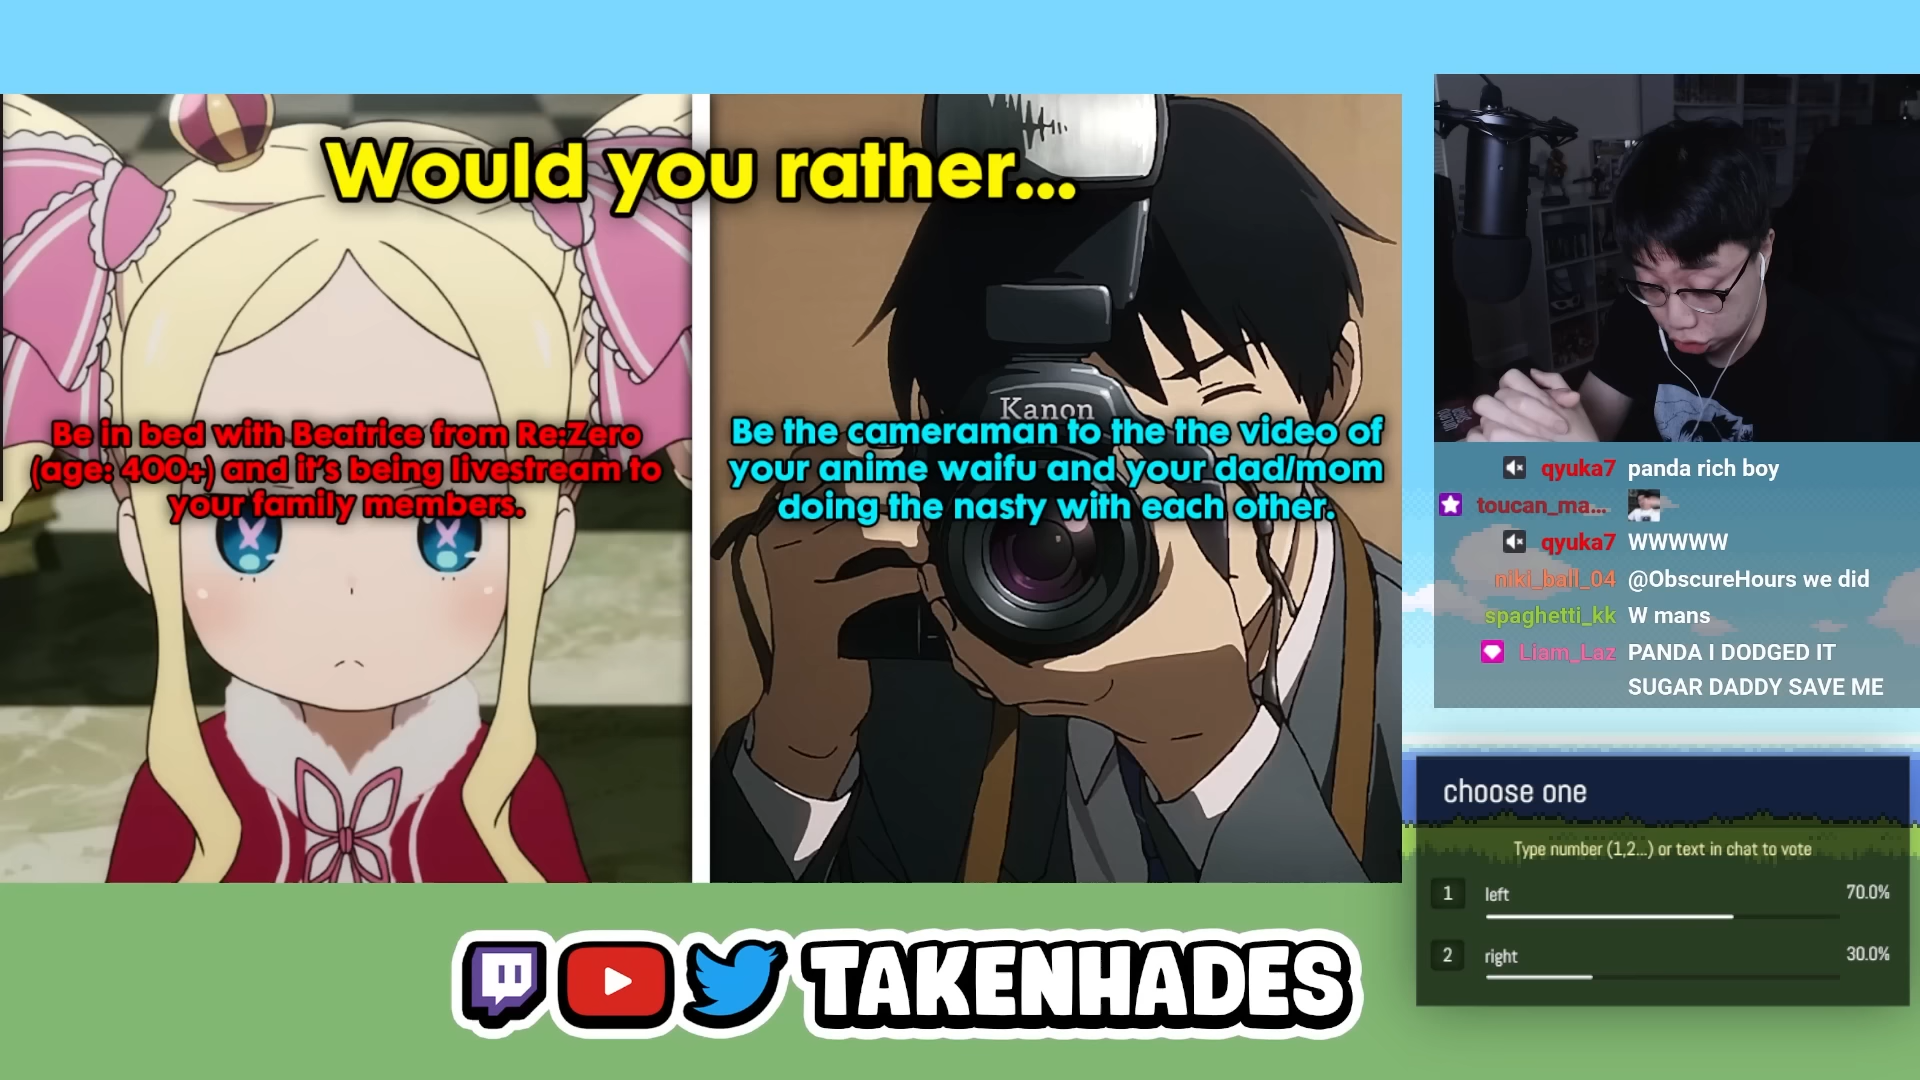 Would you rather...
Be in bed with Beatrice from Re:Zero
(age: 400+) and it's being livestream to
your family members.
Kanon
Be the cameraman to the the video of
your anime waifu and your dad/mom
doing the nasty with each other.
qyuka7 panda rich boy
toucan_ma...
qyuka7 WWWWW
niki_ball_04 @ObscureHours we did
spaghetti_kk W mans
Liam_Laz PANDA I DODGED IT
SUGAR DADDY SAVE ME
choose one
Type number (1,2...) or text in chat to vote
1 left 70.0%
2 right 30.0%
TAKENHADES